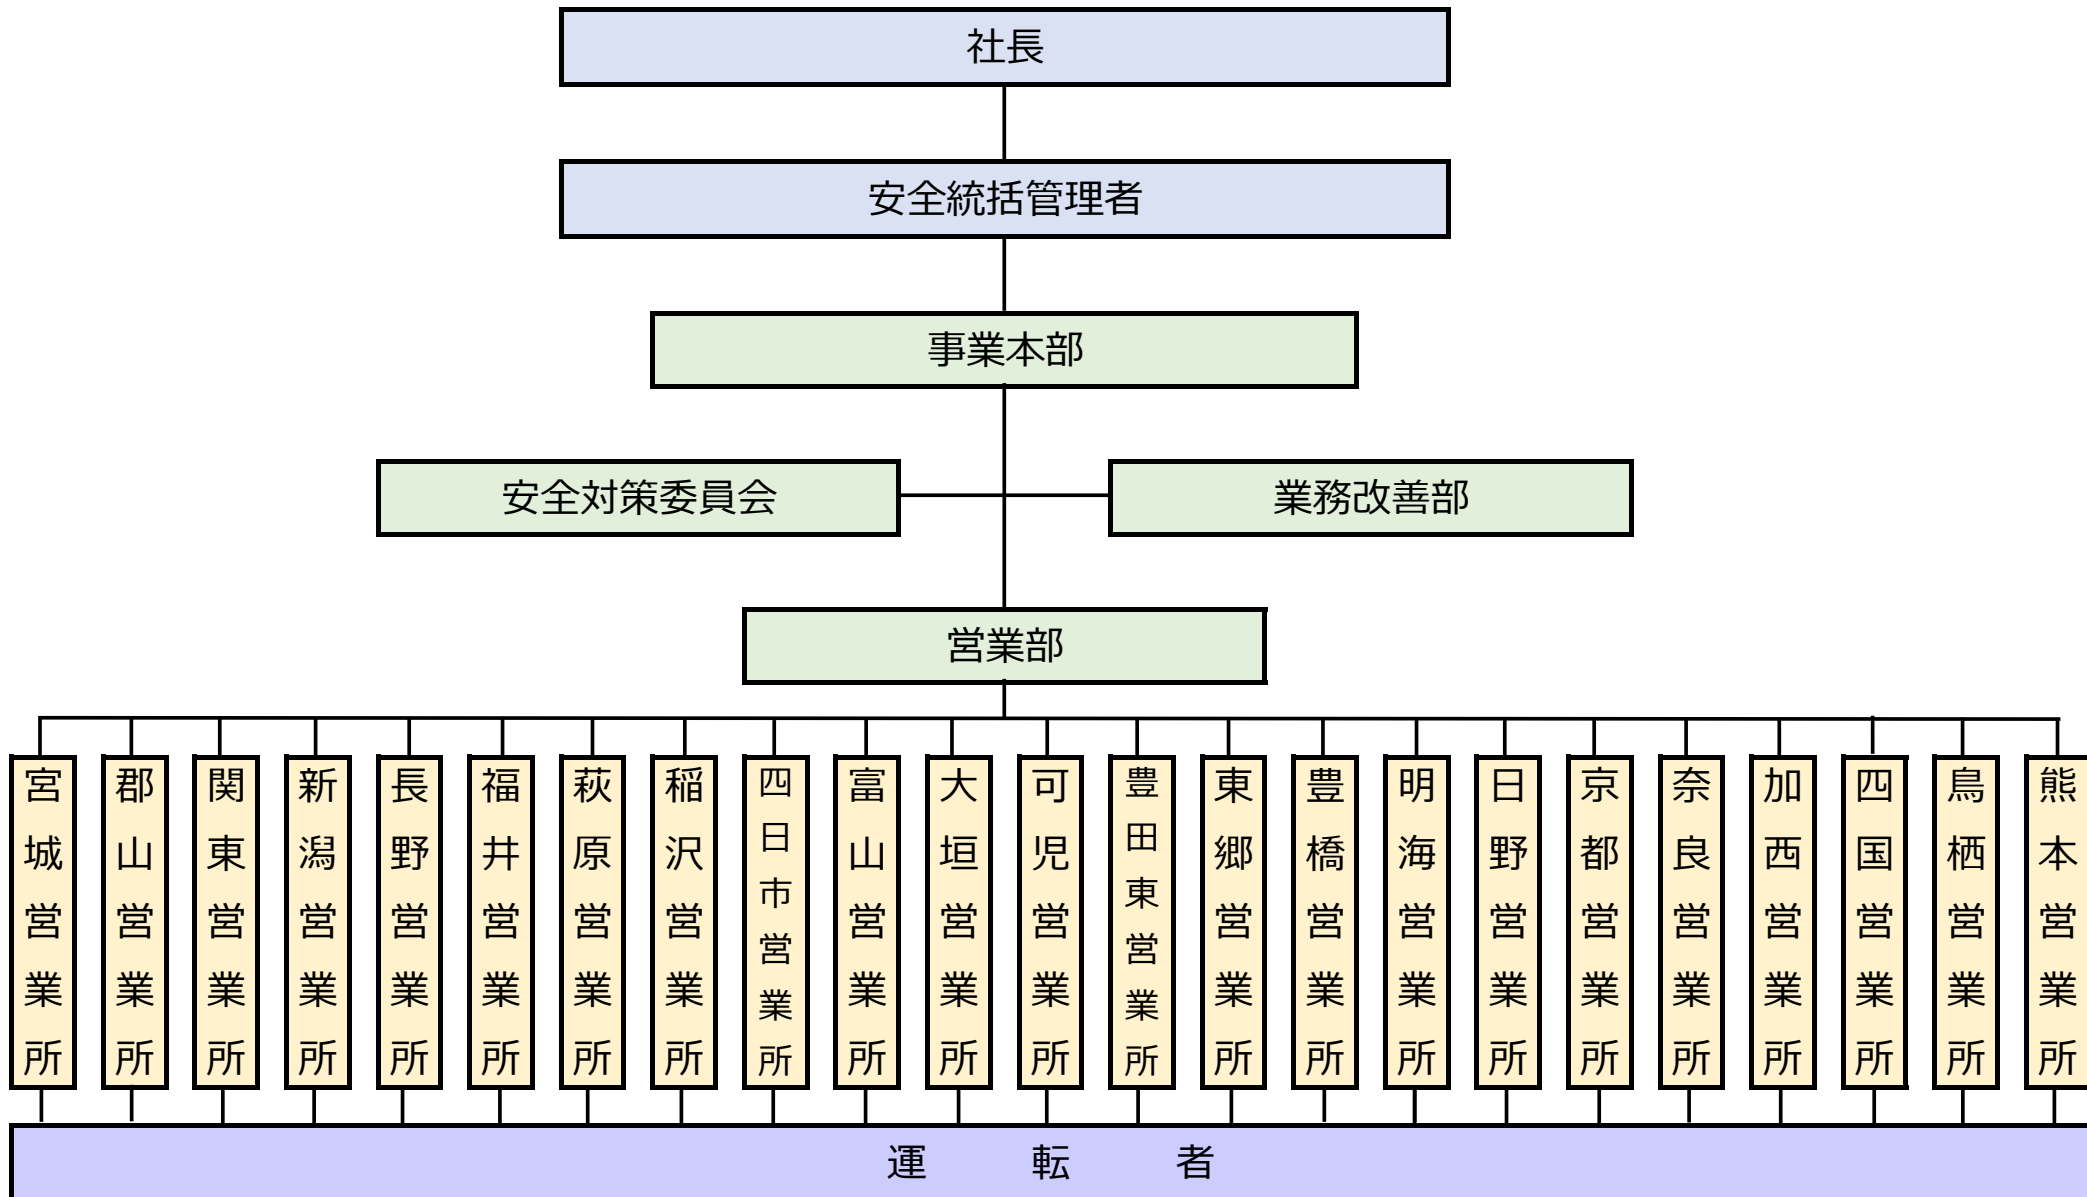 社長
安全統括管理者
事業本部
安全対策委員会
業務改善部
営業部
宮城営業所
郡山営業所
関東営業所
新潟営業所
長野営業所
福井営業所
萩原営業所
稲沢営業所
四日市営業所
富山営業所
大垣営業所
可児営業所
豊田東営業所
東郷営業所
豊橋営業所
明海営業所
日野営業所
京都営業所
奈良営業所
加西営業所
四国営業所
鳥栖営業所
熊本営業所
運転者